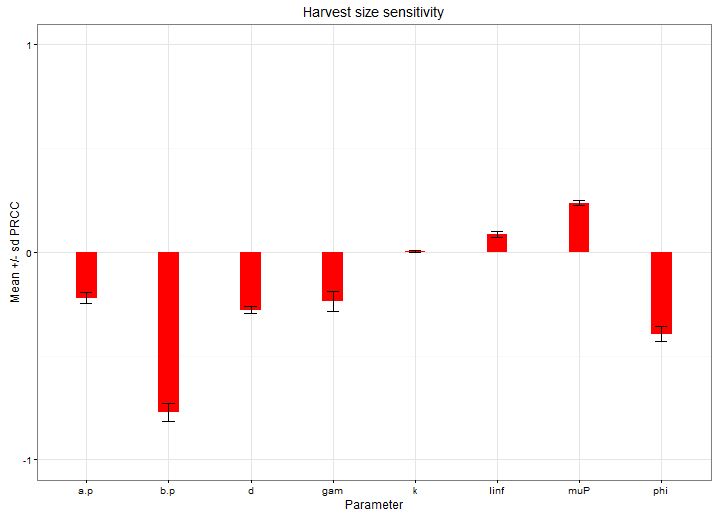 Harvest size sensitivity
1
0
-1
Mean +/- sd PRCC
a.p b.p d gam k linf muP phi
Parameter